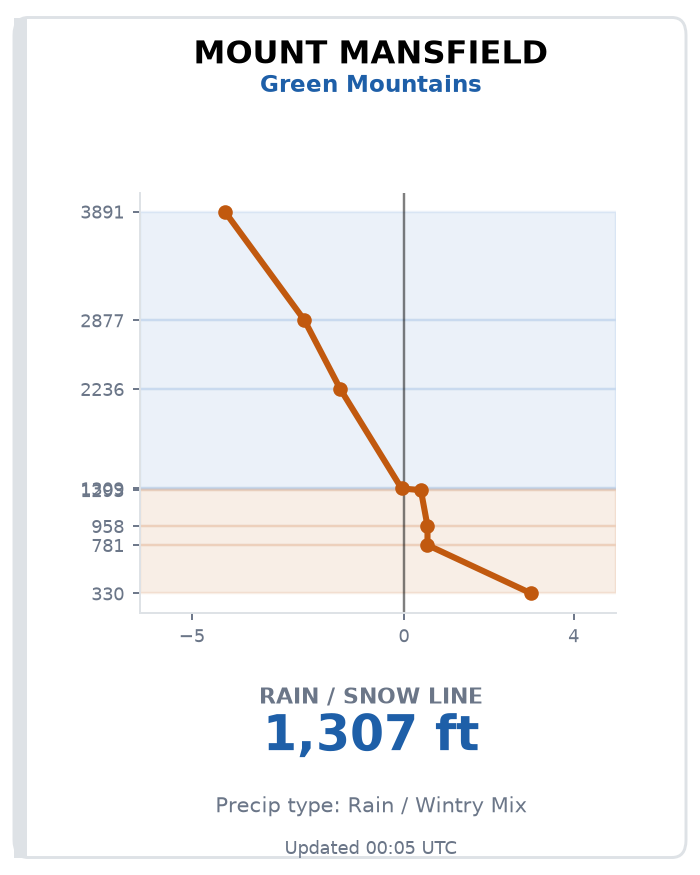 MOUNT MANSFIELD
Green Mountains
3891
2877
2236
958
781
330
−5 0 4
RAIN / SNOW LINE
1,307 ft
Precip type: Rain / Wintry Mix
Updated 00:05 UTC